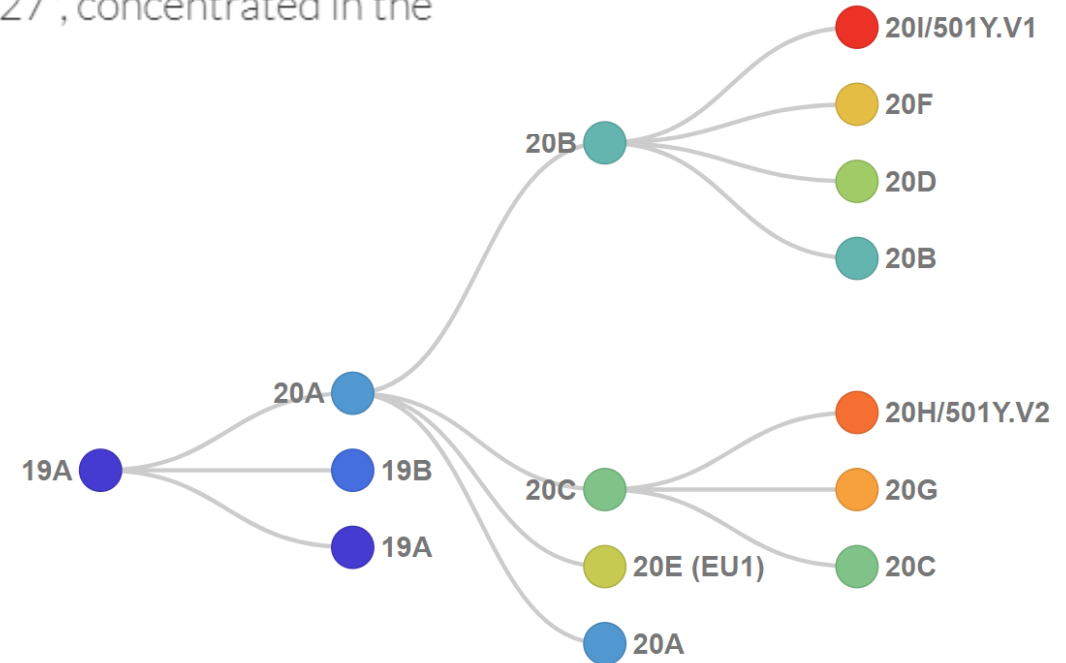 27", concentrated in the
20I/501Y.V1
20F
20B
20D
20B
20A
20H/501Y.V2
19A
19B
20C
20G
19A
20E (EU1)
20C
20A